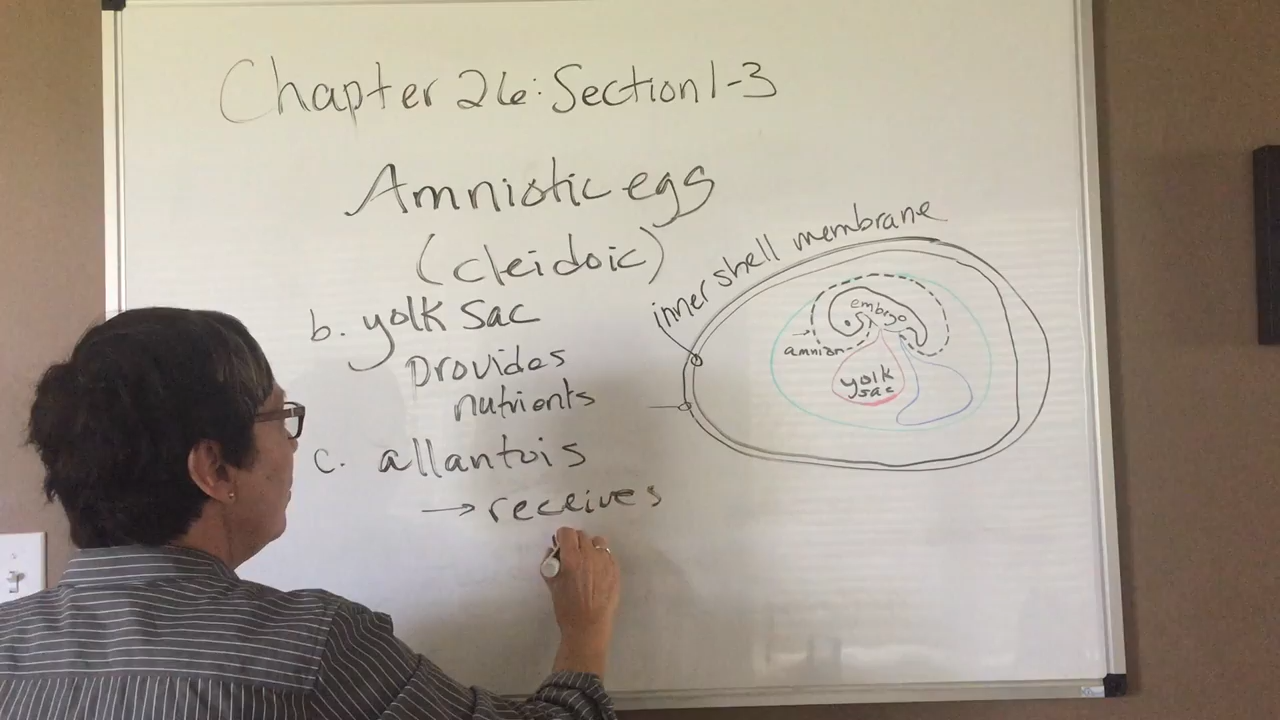 Chapter 26: Section 1-3
Amniotic egg
(cleidoic)
inner shell membrane
b. yolk sac
provides
nutrients
c. allantois
→ receives
embryo
amnion
yolk
sac